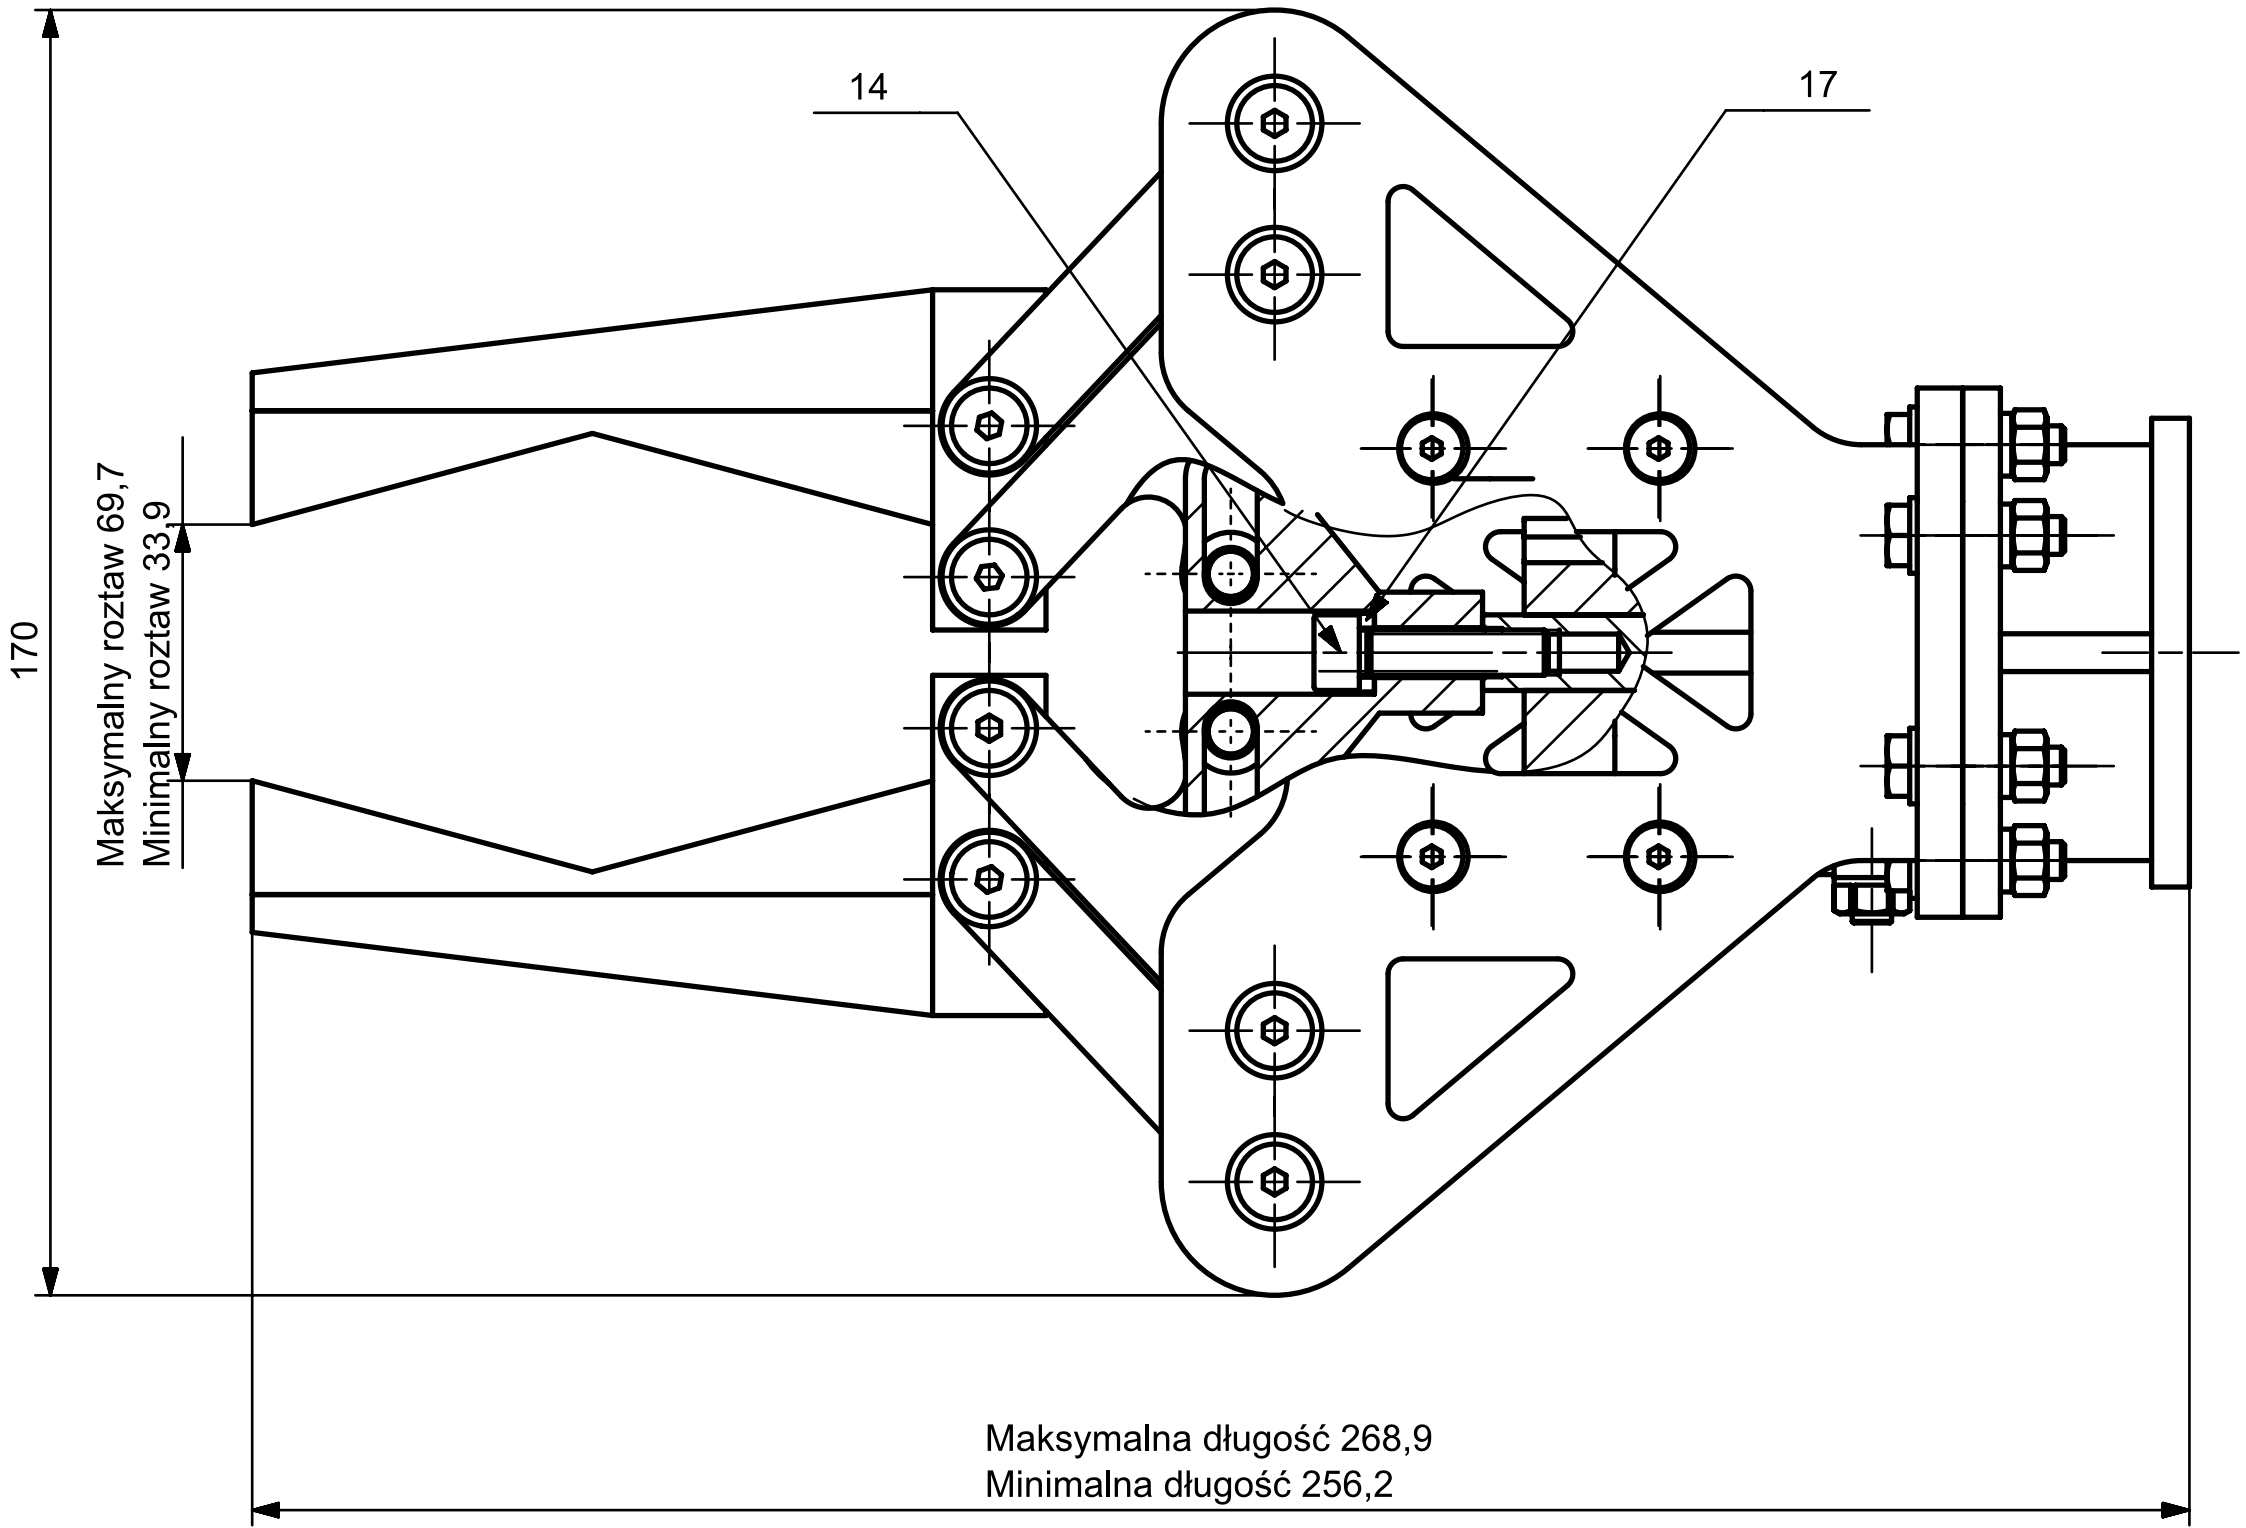 14
17
Maksymalny roztaw 69,7
Minimalny roztaw 33,9
170
Maksymalna długość 268,9
Minimalna długość 256,2